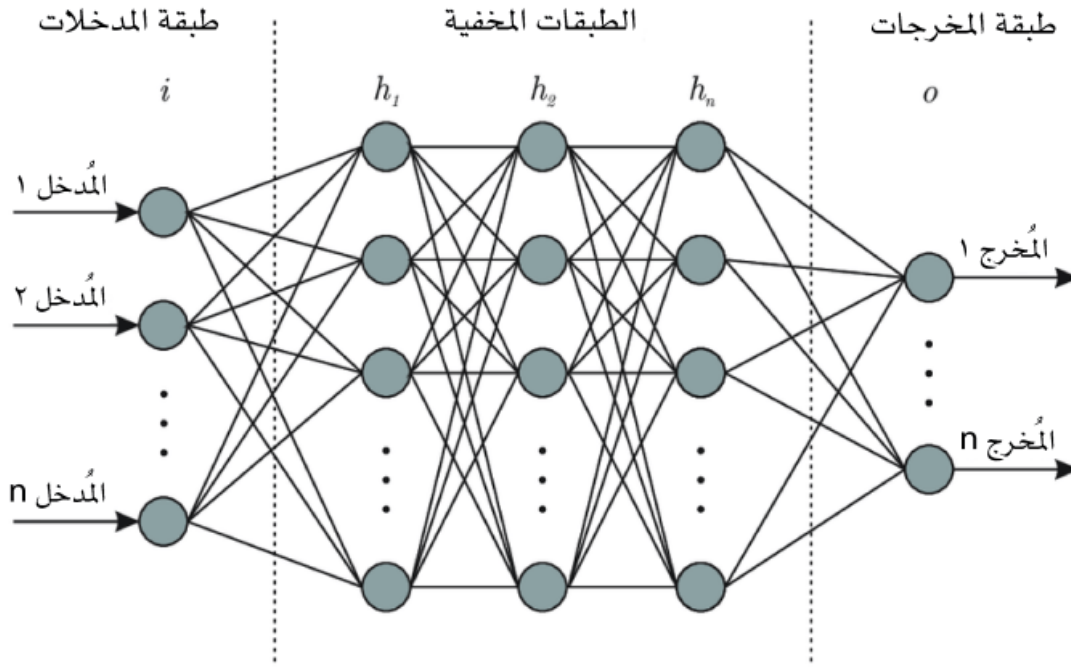 طبقة المدخلات
الطبقات المخفية
طبقة المخرجات
i
h₁
h₂
hₙ
o
المُدخل ١
المُدخل ٢
المُدخل n
المُخرج ١
المُخرج n